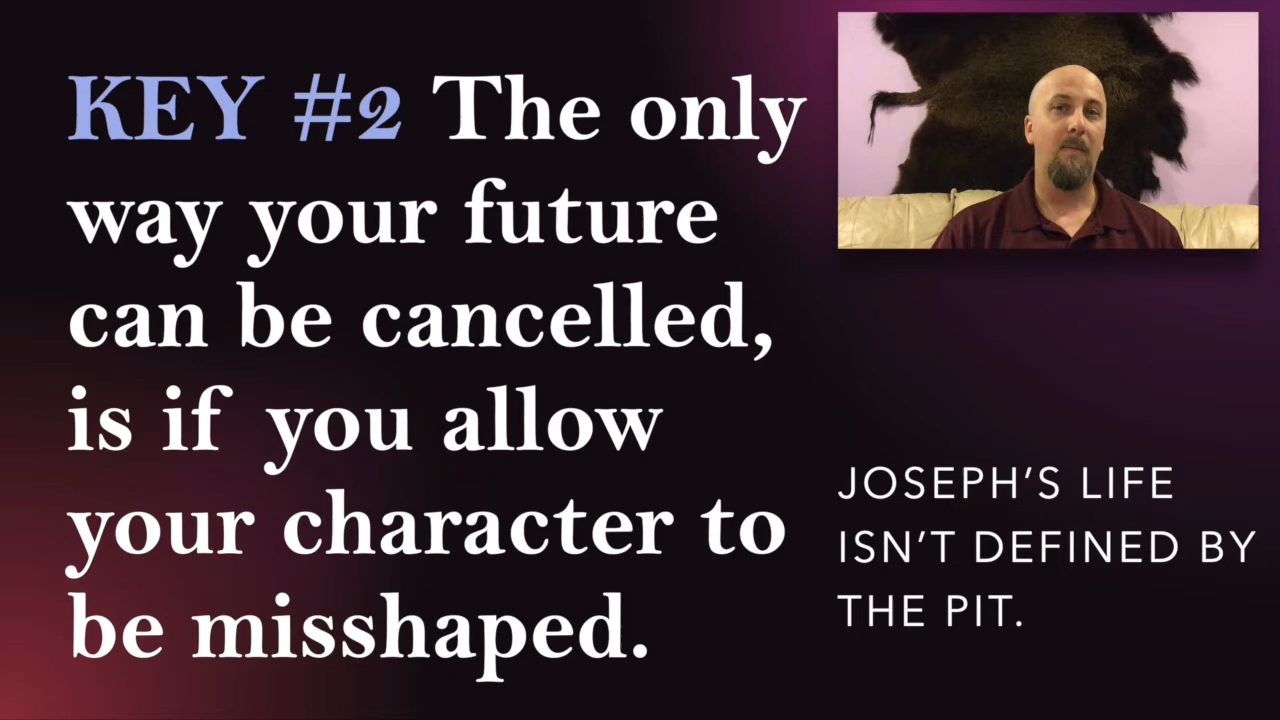 KEY #2 The only
way your future
can be cancelled,
is if you allow
your character to
be misshaped.
JOSEPH'S LIFE
ISN'T DEFINED BY
THE PIT.